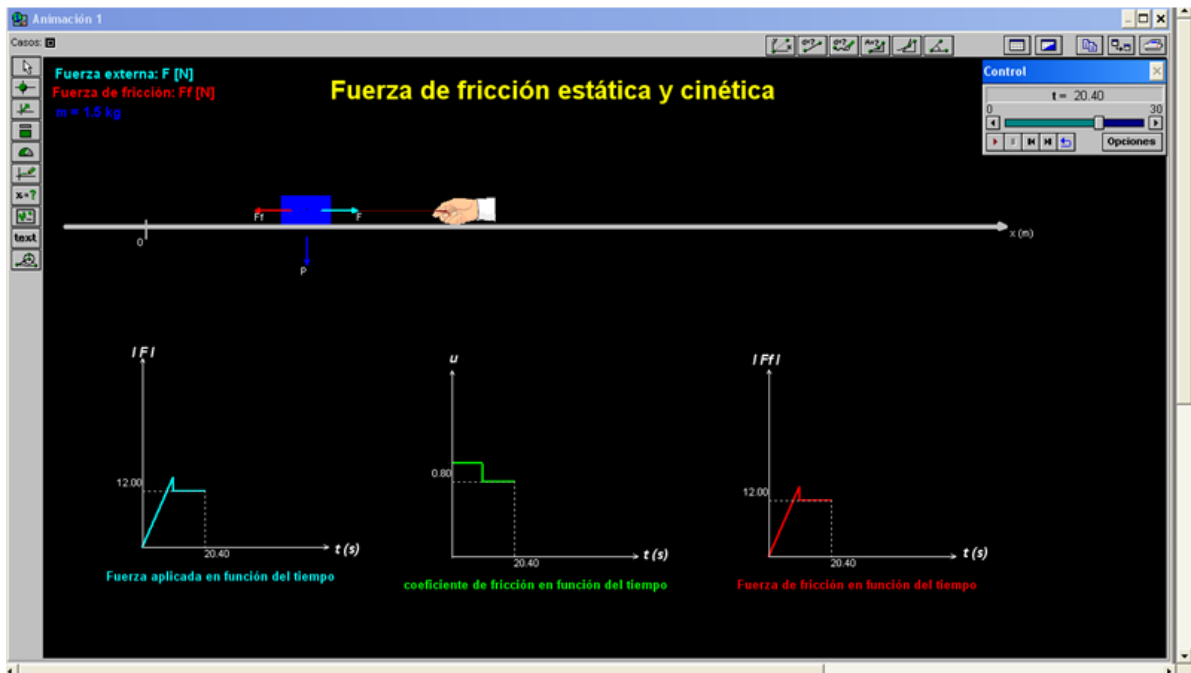 Animación 1
Casos:
Fuerza externa: F [N]
Fuerza de fricción: Ff [N]
m = 1.5 kg
Fuerza de fricción estática y cinética
Control
t = 20.40
0 30
Opciones
x=?
text
Ff F
0
x (m)
P
/ F /
12.00
20.40
t (s)
Fuerza aplicada en función del tiempo
u
0.80
20.40
t (s)
coeficiente de fricción en función del tiempo
/ Ff /
12.00
20.40
t (s)
Fuerza de fricción en función del tiempo